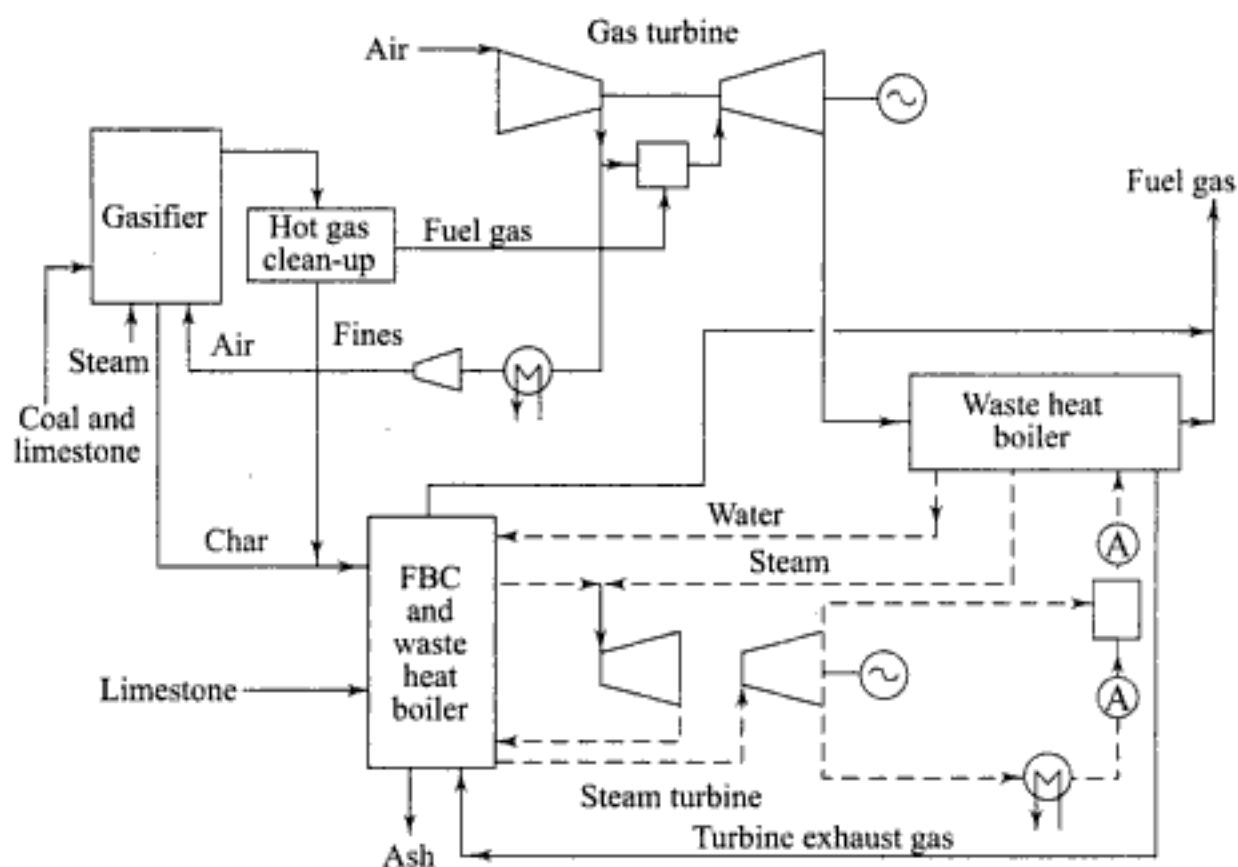 Gas turbine
Air
Fuel gas
Gasifier
Hot gas
clean-up
Fuel gas
Fines
Air
Steam
Coal and
limestone
Waste heat
boiler
Water
Char
Steam
A
FBC
and
waste
heat
boiler
Limestone
A
Steam turbine
Turbine exhaust gas
Ash